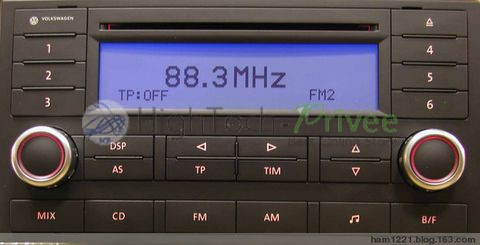 VOLKSWAGEN
1
2
3
88.3MHz
TP:OFF FM2
4
5
6
HighTech-Privee
DSP
AS
TP
TIM
MIX
CD
FM
AM
B/F
ham1221.blog.163.com